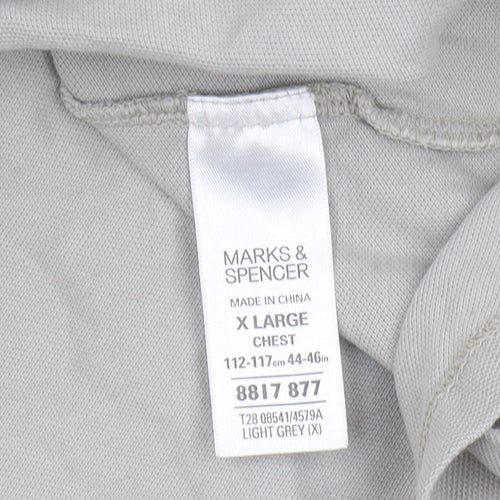 MARKS &
SPENCER
MADE IN CHINA
X LARGE
CHEST
112-117cm 44-46in
8817 877
T28 08541/4579A
LIGHT GREY (X)